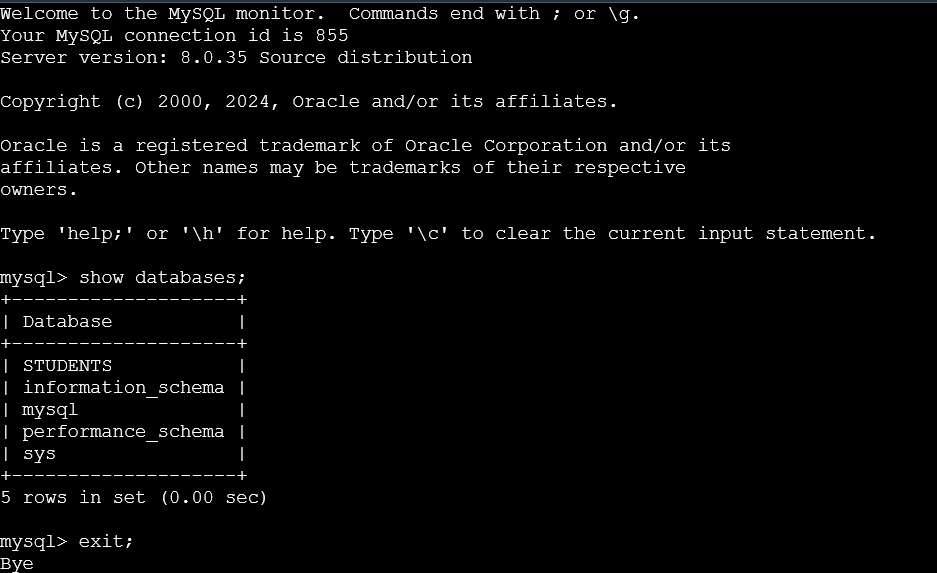 Welcome to the MySQL monitor.  Commands end with ; or \g.
Your MySQL connection id is 855
Server version: 8.0.35 Source distribution

Copyright (c) 2000, 2024, Oracle and/or its affiliates.

Oracle is a registered trademark of Oracle Corporation and/or its
affiliates. Other names may be trademarks of their respective
owners.

Type 'help;' or '\h' for help. Type '\c' to clear the current input statement.

mysql> show databases;
+--------------------+
| Database           |
+--------------------+
| STUDENTS           |
| information_schema |
| mysql              |
| performance_schema |
| sys                |
+--------------------+
5 rows in set (0.00 sec)

mysql> exit;
Bye